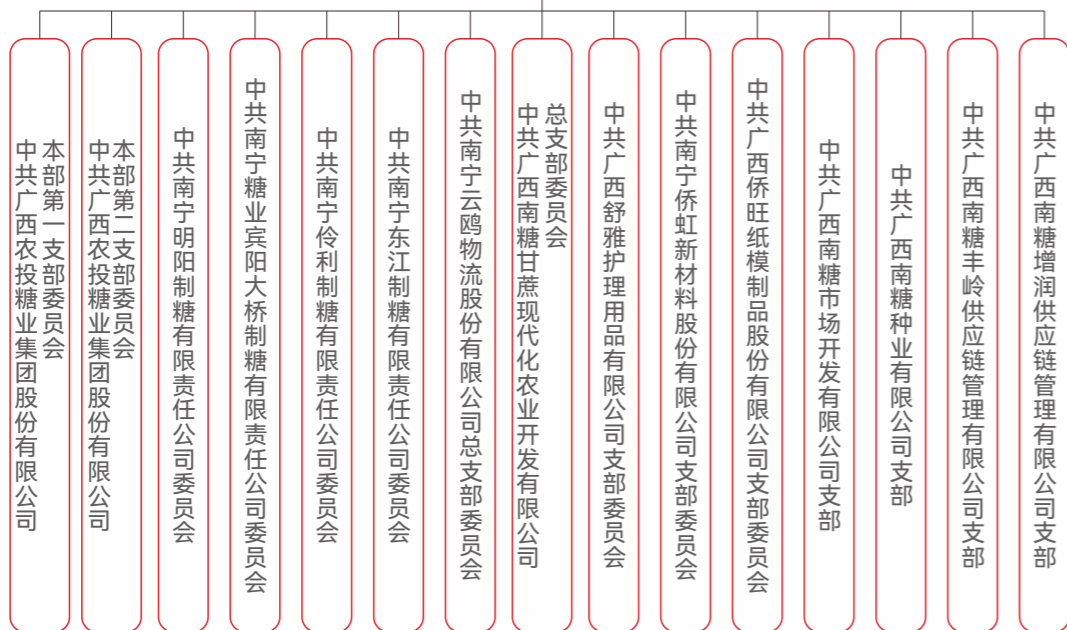 中共广西农投糖业集团股份有限公司
本部第一支部委员会
中共广西农投糖业集团股份有限公司
本部第二支部委员会
中共南宁明阳制糖有限责任公司委员会
中共南宁糖业宾阳大桥制糖有限责任公司委员会
中共南宁伶利制糖有限责任公司委员会
中共南宁东江制糖有限责任公司委员会
中共南宁云鸥物流股份有限公司总支部委员会
中共广西南糖甘蔗现代化农业开发有限公司
总支部委员会
中共广西舒雅护理用品有限公司支部委员会
中共南宁侨虹新材料股份有限公司支部委员会
中共广西侨旺纸模制品股份有限公司支部委员会
中共广西南糖市场开发有限公司支部
中共广西南糖种业有限公司支部
中共广西南糖丰岭供应链管理有限公司支部
中共广西南糖增润供应链管理有限公司支部